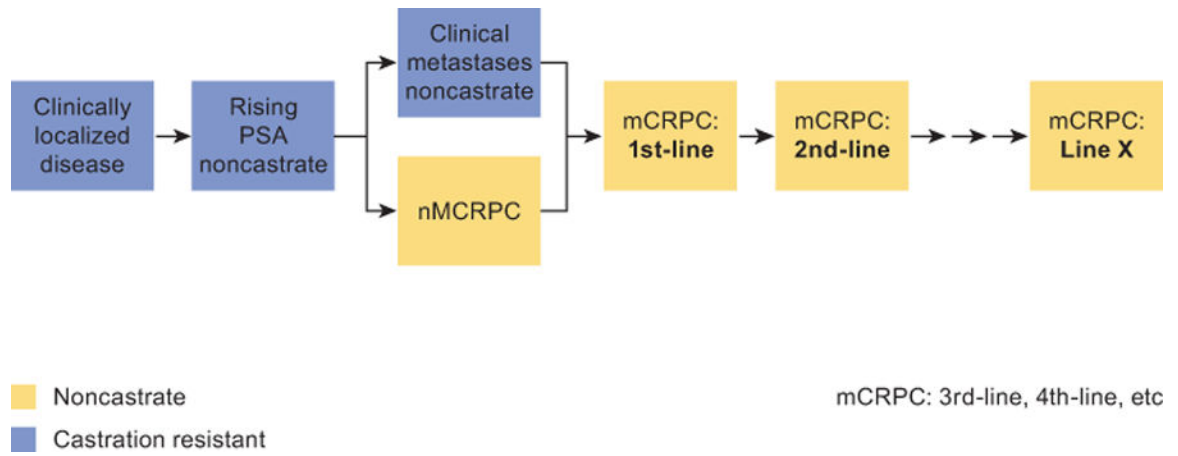 Clinically
localized
disease
Rising
PSA
noncastrate
Clinical
metastases
noncastrate
nMCRPC
mCRPC:
1st-line
mCRPC:
2nd-line
mCRPC:
Line X
Noncastrate
Castration resistant
mCRPC: 3rd-line, 4th-line, etc